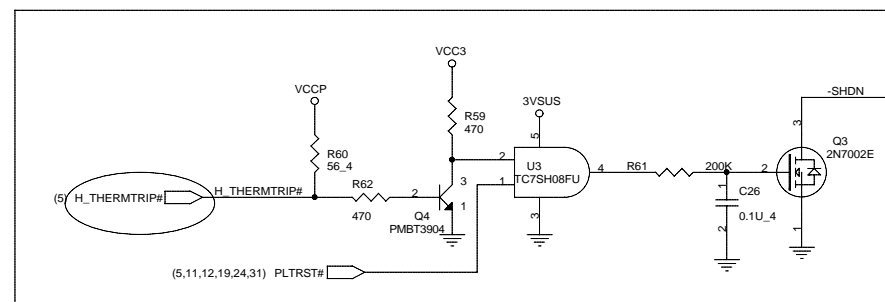 VCC3
VCCP
3VSUS
-SHDN
R59
470
5
3
Q3
2N7002E
R60
56_4
2
U3
TC7SH08FU
4
R61
200K
2
(5) H_THERMTRIP#
H_THERMTRIP#
R62
470
2
3
1
1
Q4
PMBT3904
3
1
C26
0.1U_4
2
1
(5,11,12,19,24,31) PLTRST#